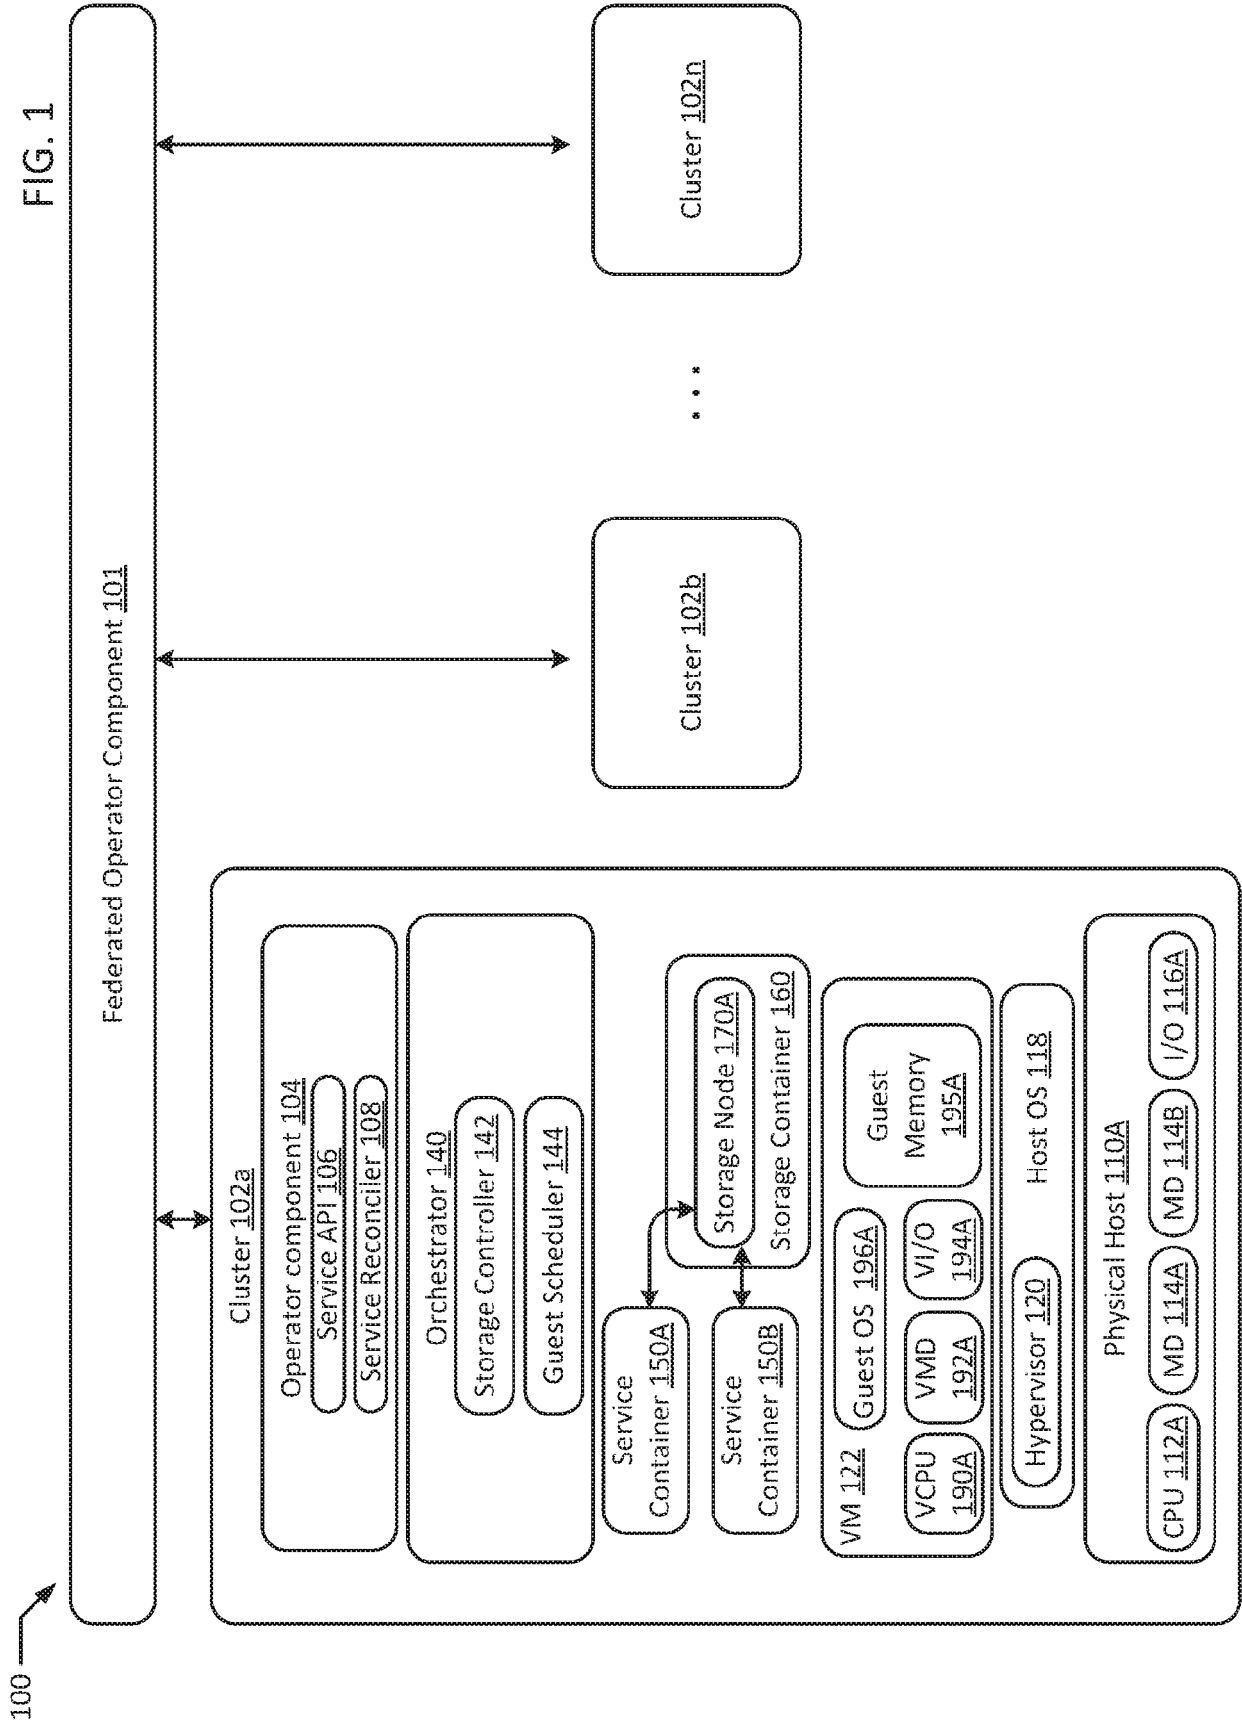 100
FIG. 1
Federated Operator Component 101
Cluster 102a
Operator component 104
Service API 106
Service Reconciler 108
Orchestrator 140
Storage Controller 142
Guest Scheduler 144
Service
Container 150A
Service
Container 150B
Storage Node 170A
Storage Container 160
VM 122
Guest OS 196A
VCPU
190A
VMD
192A
VI/O
194A
Guest
Memory
195A
Hypervisor 120
Host OS 118
Physical Host 110A
CPU 112A
MD 114A
MD 114B
I/O 116A
Cluster 102b
...
Cluster 102n